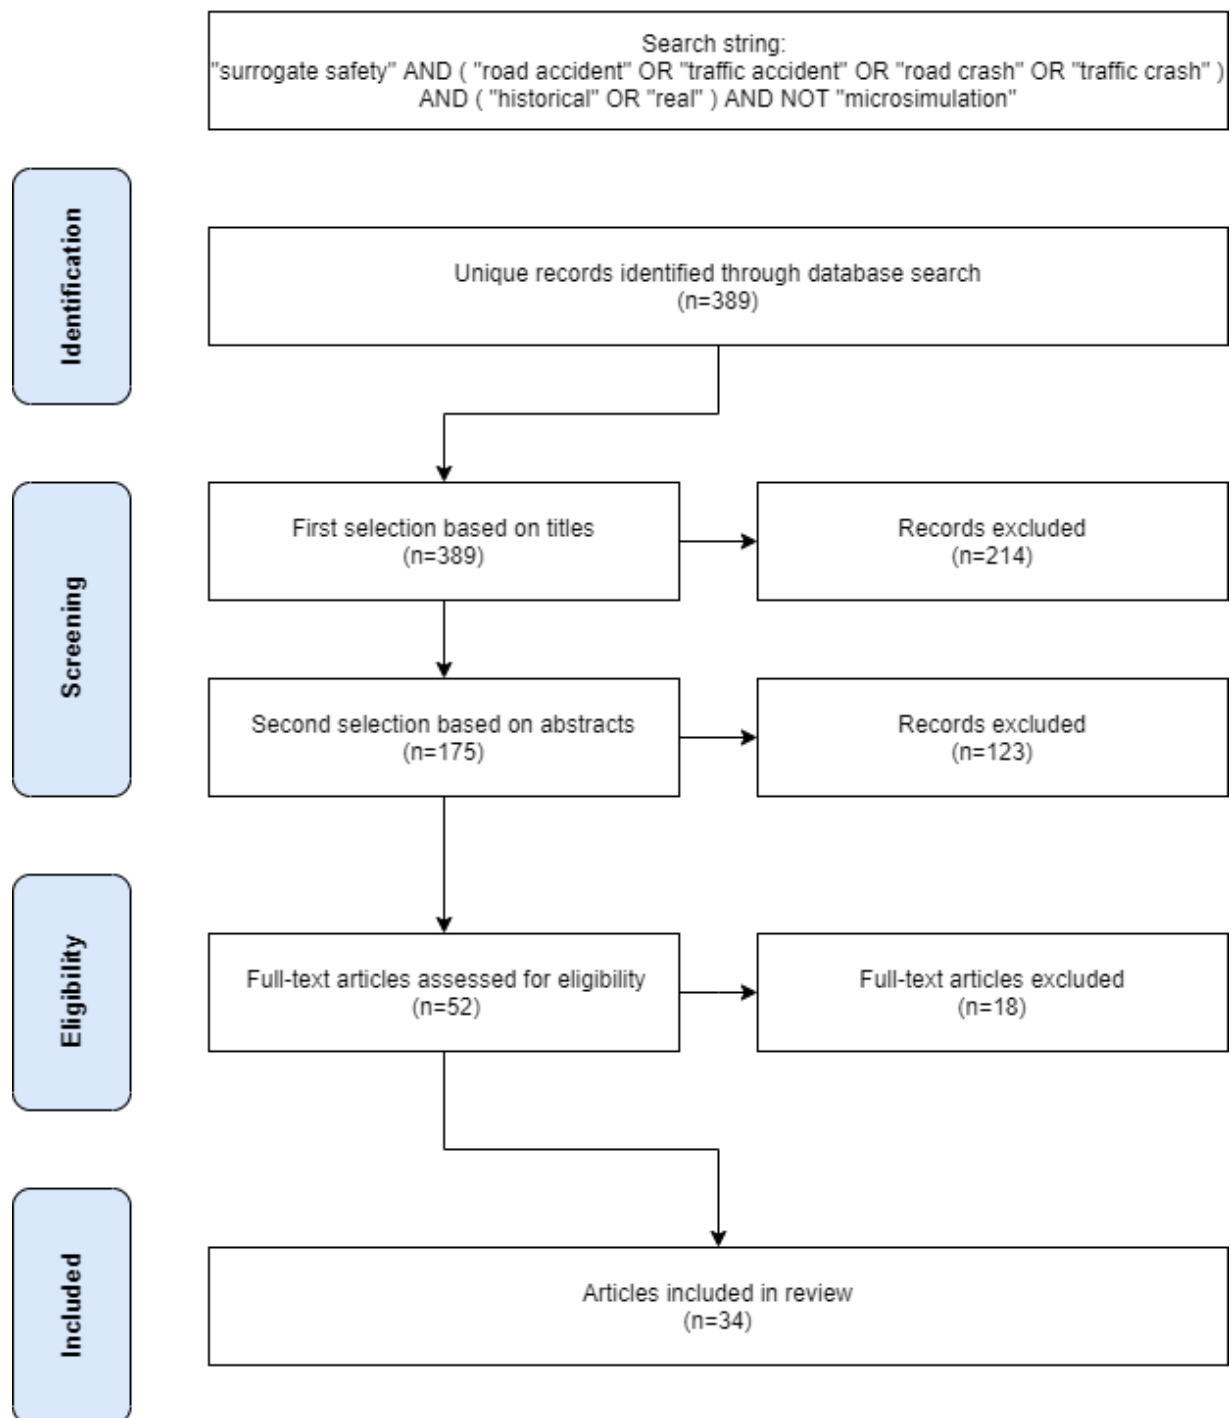 Search string:
"surrogate safety" AND ( "road accident" OR "traffic accident" OR "road crash" OR "traffic crash" )
AND ( "historical" OR "real" ) AND NOT "microsimulation"
Identification
Unique records identified through database search
(n=389)
Screening
First selection based on titles
(n=389)
Records excluded
(n=214)
Second selection based on abstracts
(n=175)
Records excluded
(n=123)
Eligibility
Full-text articles assessed for eligibility
(n=52)
Full-text articles excluded
(n=18)
Included
Articles included in review
(n=34)